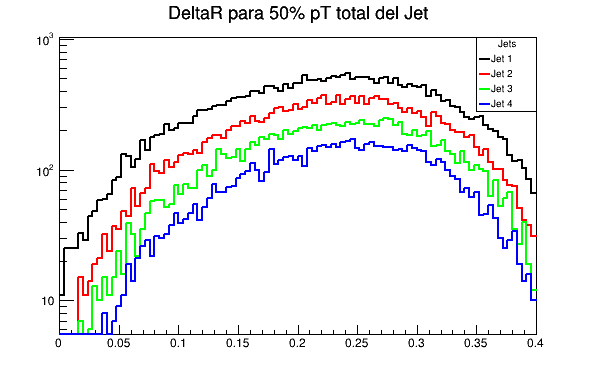 DeltaR para 50% pT total del Jet
10³
10²
10
Jets
Jet 1
Jet 2
Jet 3
Jet 4
0 0.05 0.1 0.15 0.2 0.25 0.3 0.35 0.4